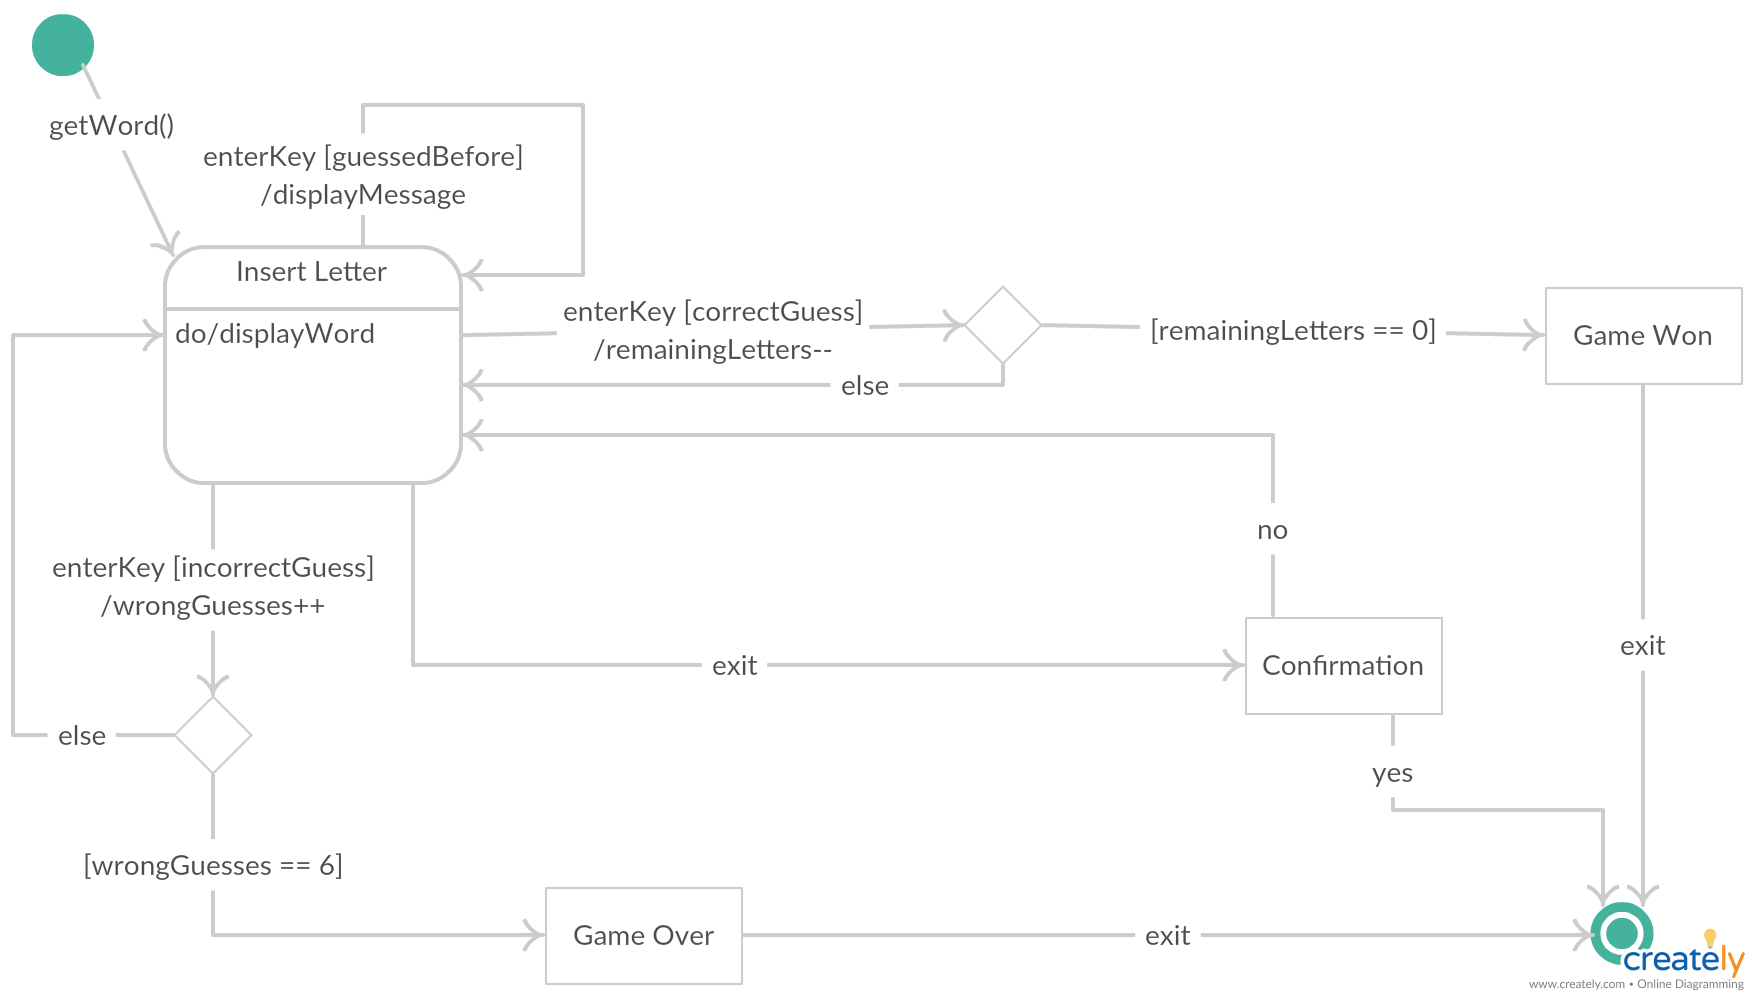 getWord()
enterKey [guessedBefore]
/displayMessage
Insert Letter
do/displayWord
enterKey [correctGuess]
/remainingLetters--
[remainingLetters == 0]
Game Won
else
no
enterKey [incorrectGuess]
/wrongGuesses++
exit
Confirmation
exit
else
yes
[wrongGuesses == 6]
Game Over
exit
creately
www.creately.com • Online Diagramming